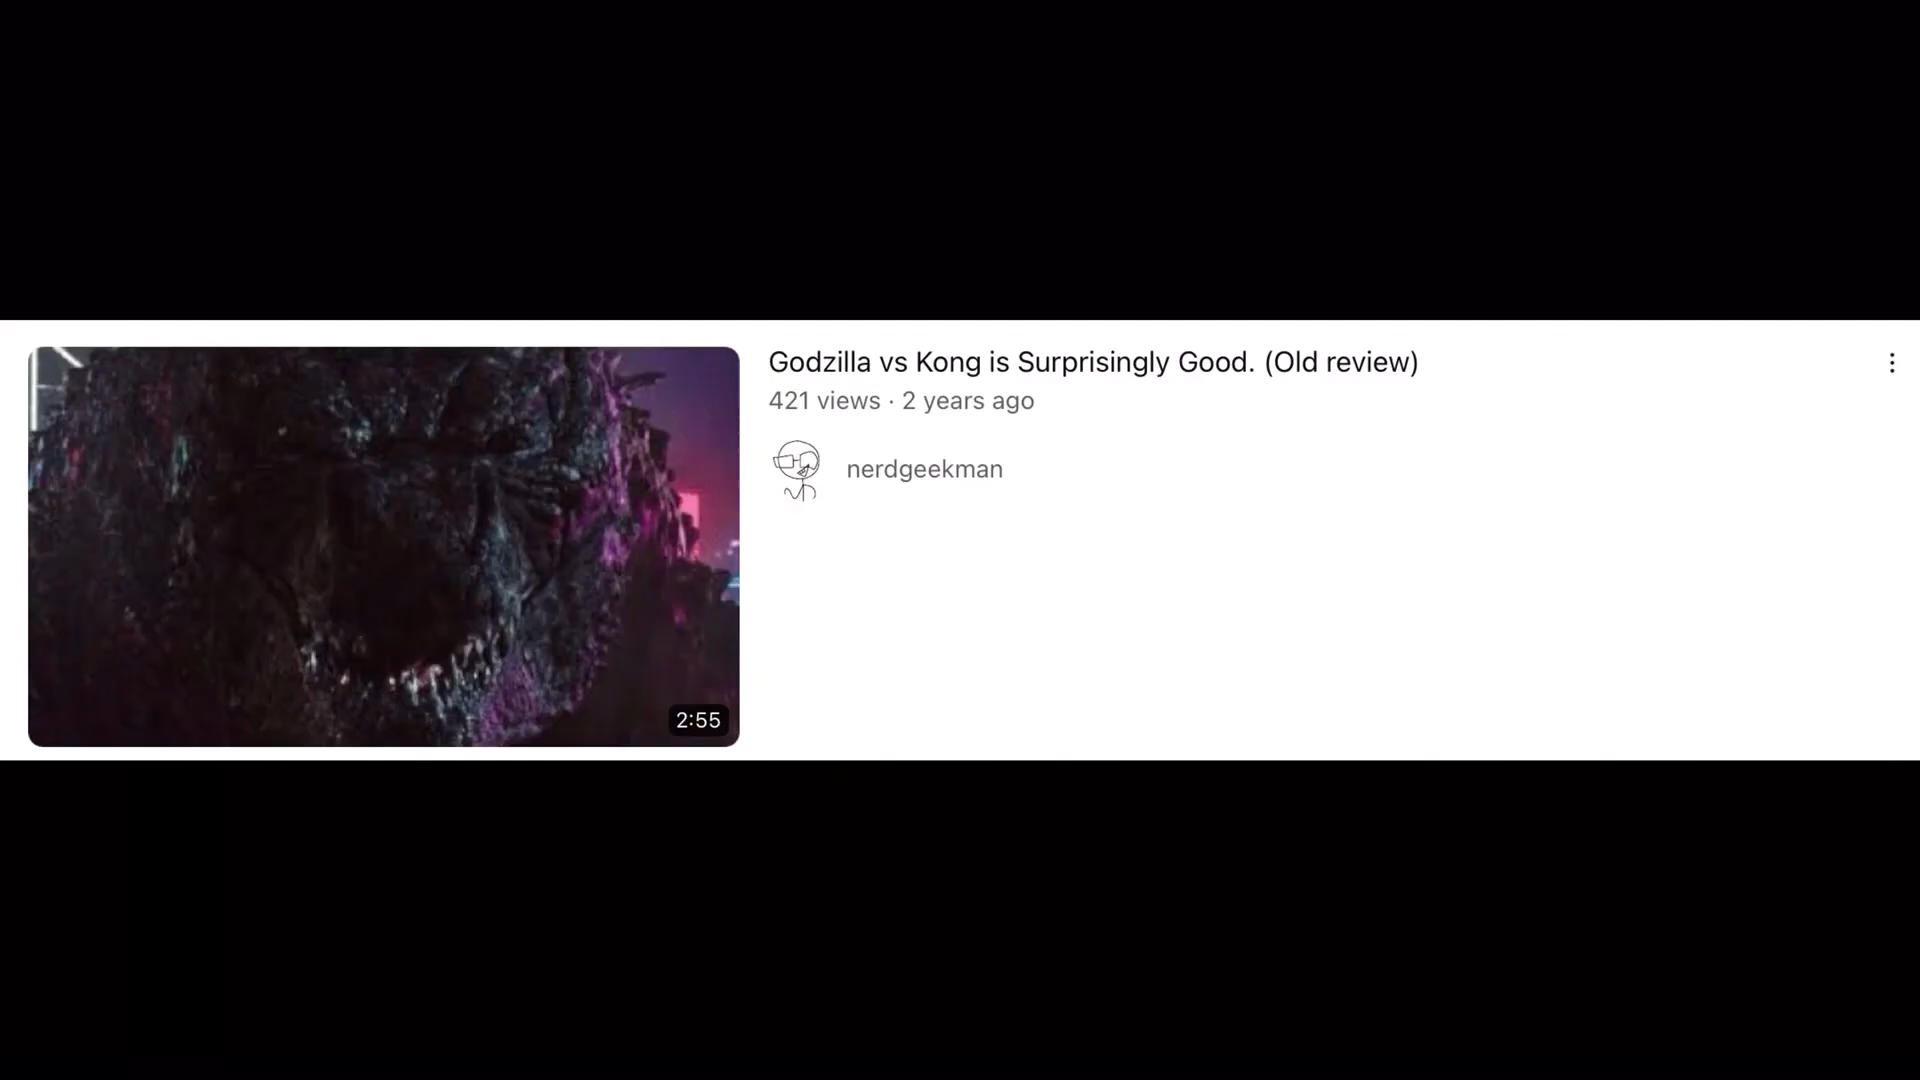 Godzilla vs Kong is Surprisingly Good. (Old review)
421 views · 2 years ago
nerdgeekman
2:55